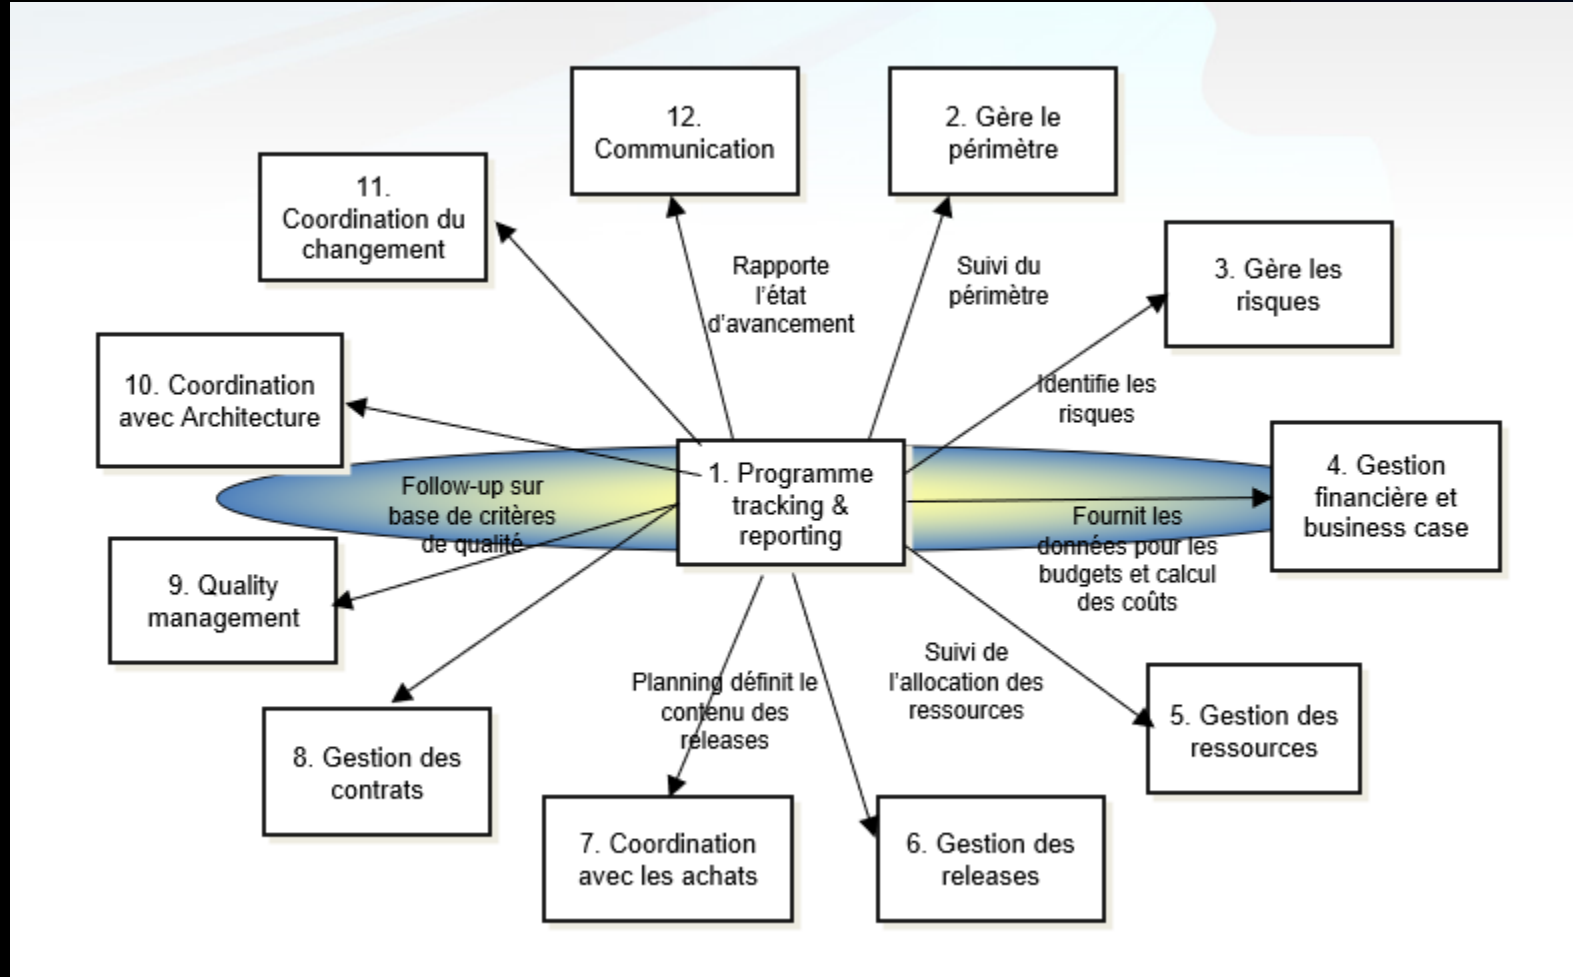 12.
Communication
2. Gère le
périmètre
11.
Coordination du
changement
3. Gère les
risques
Rapporte
l’état
d’avancement
Suivi du
périmètre
10. Coordination
avec Architecture
Identifie les
risques
1. Programme
tracking &
reporting
4. Gestion
financière et
business case
Follow-up sur
base de critères
de qualité
Fournit les
données pour les
budgets et calcul
des coûts
9. Quality
management
Planning définit le
contenu des
releases
Suivi de
l’allocation des
ressources
5. Gestion des
ressources
8. Gestion des
contrats
7. Coordination
avec les achats
6. Gestion des
releases